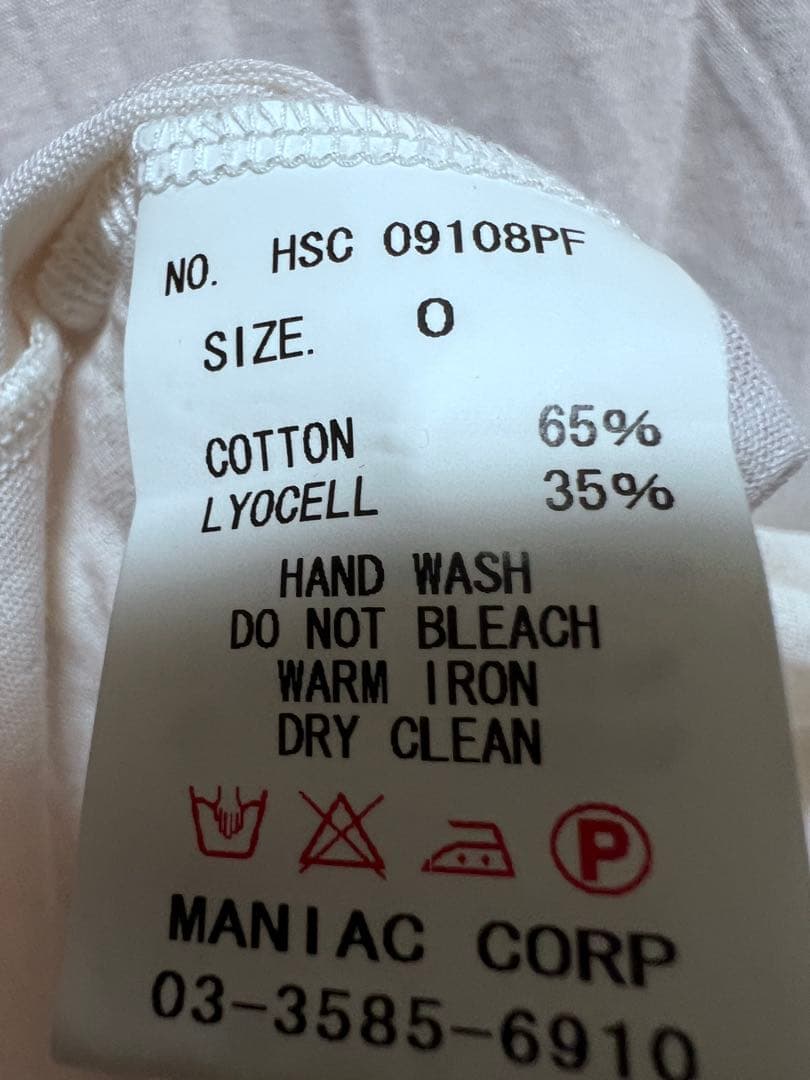 NO. HSC 09108PF
SIZE. 0
COTTON 65%
LYOCELL 35%
HAND WASH
DO NOT BLEACH
WARM IRON
DRY CLEAN
P
MANIAC CORP
03-3585-6910